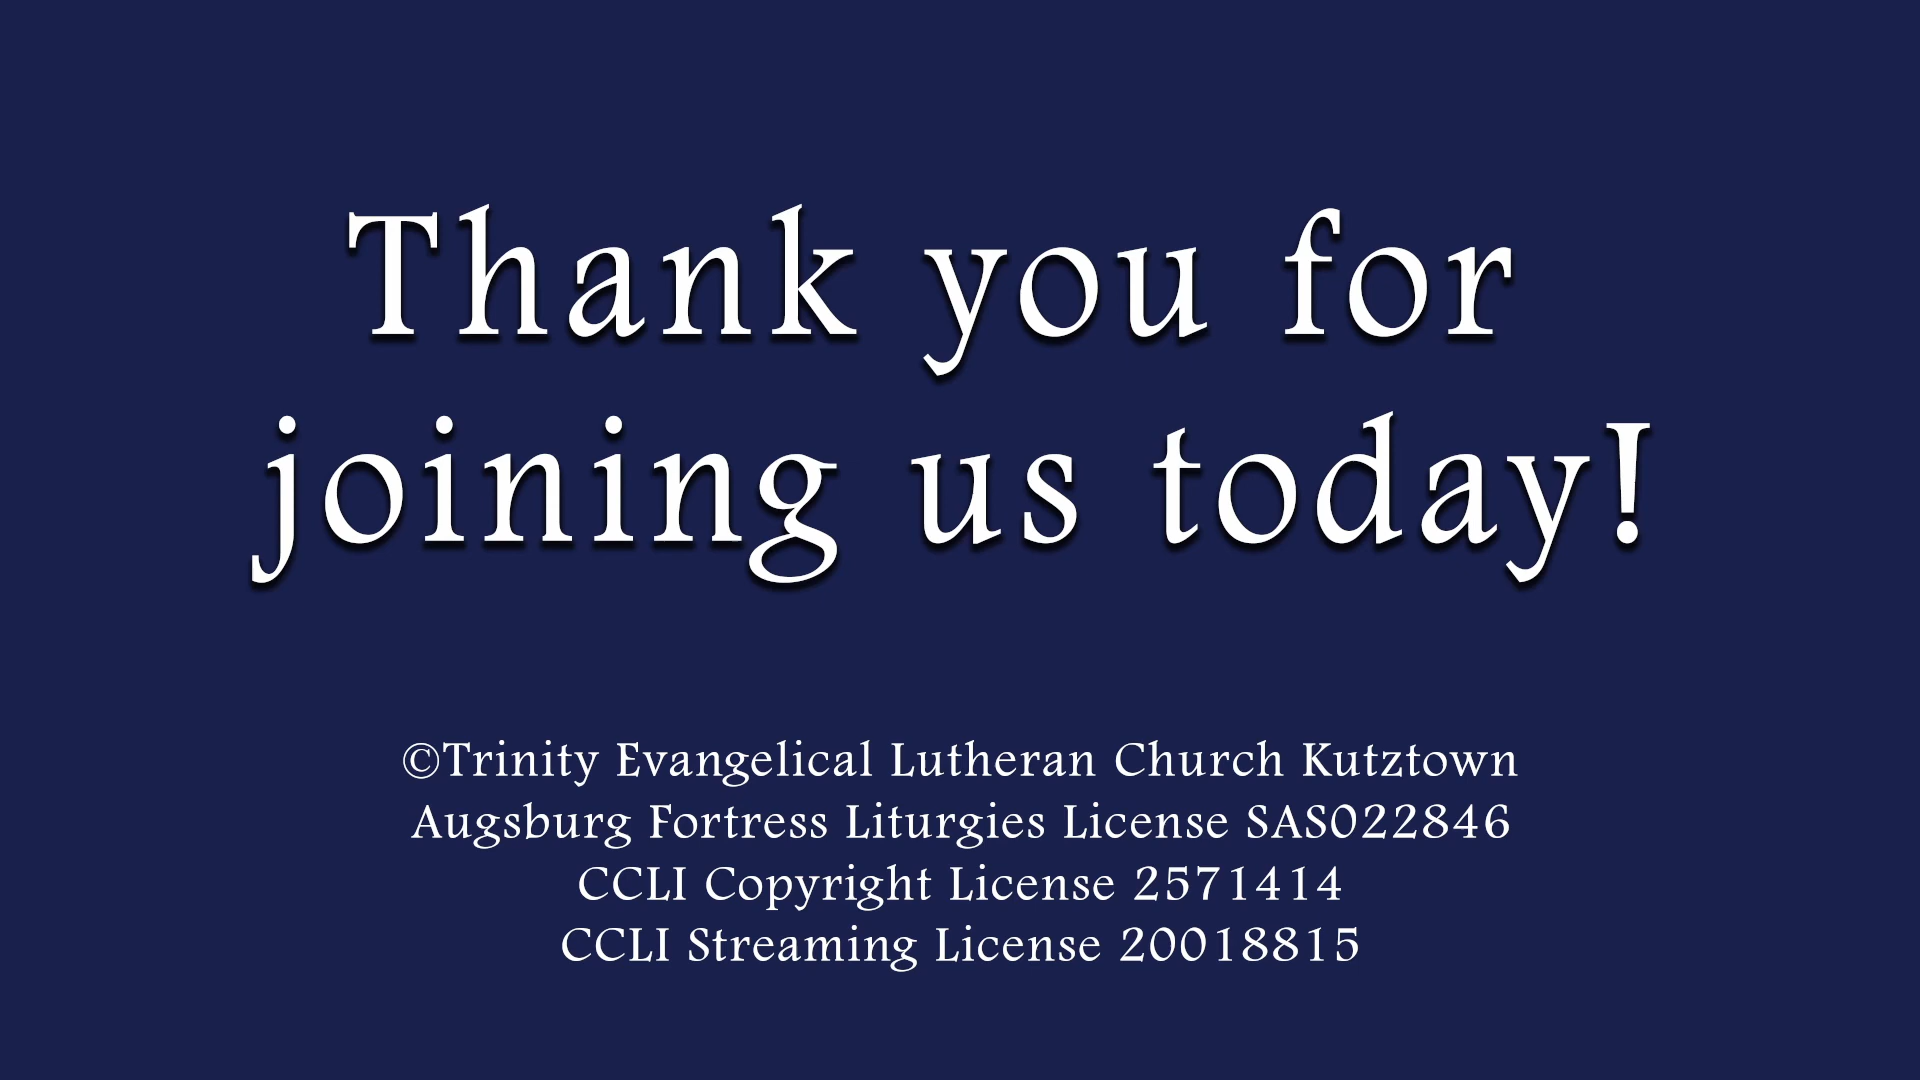 Thank you for
joining us today!
©Trinity Evangelical Lutheran Church Kutztown
Augsburg Fortress Liturgies License SAS022846
CCLI Copyright License 2571414
CCLI Streaming License 20018815